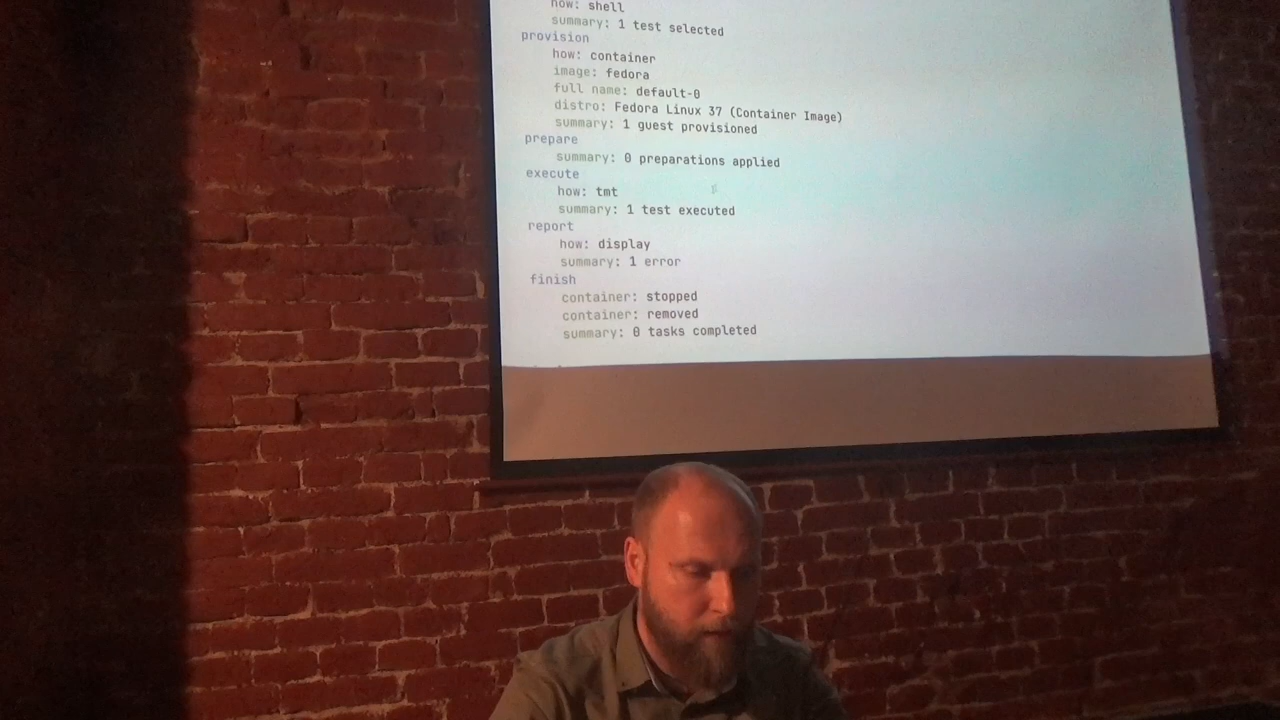 how: shell
summary: 1 test selected
provision
how: container
image: fedora
full name: default-0
distro: Fedora Linux 37 (Container Image)
summary: 1 guest provisioned
prepare
summary: 0 preparations applied
execute
how: tmt
summary: 1 test executed
report
how: display
summary: 1 error
finish
container: stopped
container: removed
summary: 0 tasks completed